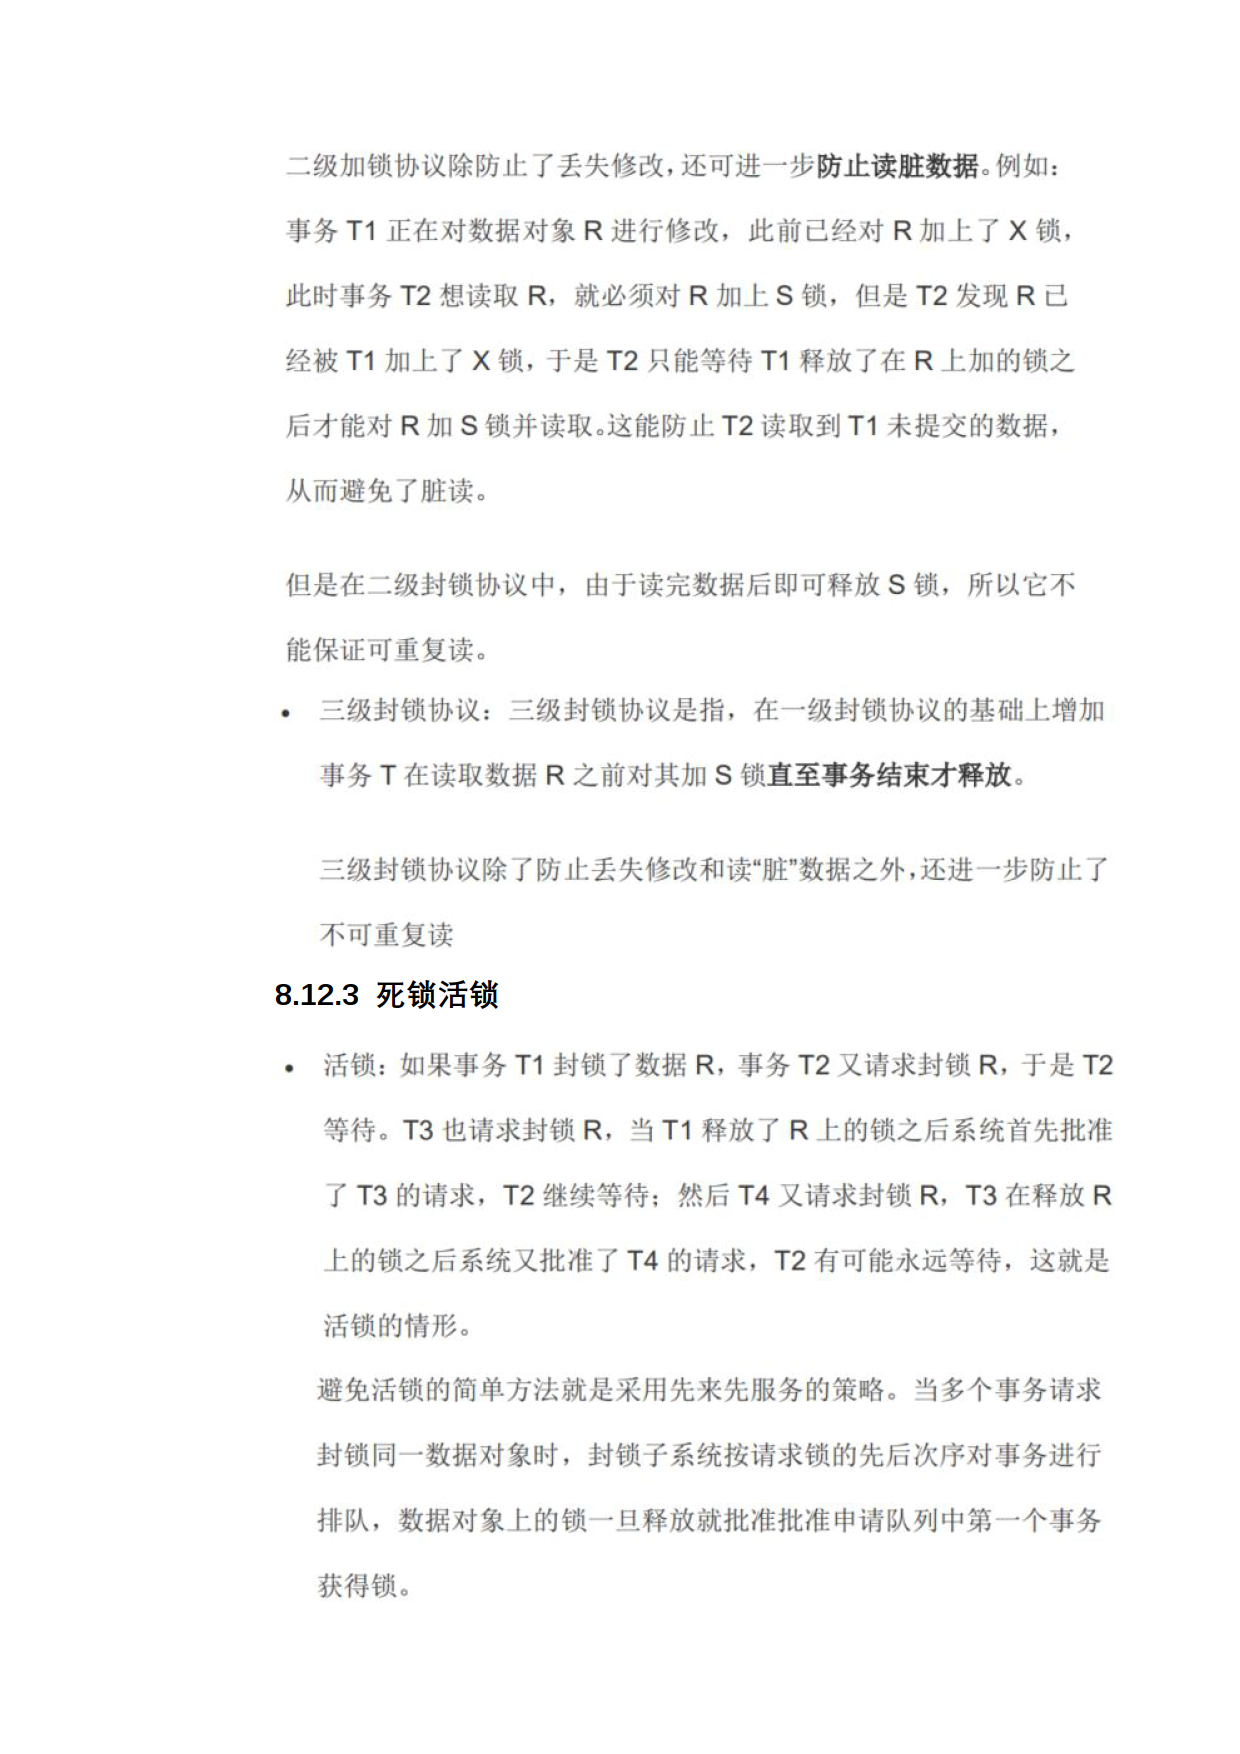 二级加锁协议除防止了丢失修改，还可进一步防止读脏数据。例如：
事务 T1 正在对数据对象 R 进行修改，此前已经对 R 加上了 X 锁，
此时事务 T2 想读取 R，就必须对 R 加上 S 锁，但是 T2 发现 R 已
经被 T1 加上了 X 锁，于是 T2 只能等待 T1 释放了在 R 上加的锁之
后才能对 R 加 S 锁并读取。这能防止 T2 读取到 T1 未提交的数据，
从而避免了脏读。
但是在二级封锁协议中，由于读完数据后即可释放 S 锁，所以它不
能保证可重复读。
• 三级封锁协议：三级封锁协议是指，在一级封锁协议的基础上增加
事务 T 在读取数据 R 之前对其加 S 锁直至事务结束才释放。
三级封锁协议除了防止丢失修改和读“脏”数据之外，还进一步防止了
不可重复读
8.12.3 死锁活锁
• 活锁：如果事务 T1 封锁了数据 R，事务 T2 又请求封锁 R，于是 T2
等待。T3 也请求封锁 R，当 T1 释放了 R 上的锁之后系统首先批准
了 T3 的请求，T2 继续等待；然后 T4 又请求封锁 R，T3 在释放 R
上的锁之后系统又批准了 T4 的请求，T2 有可能永远等待，这就是
活锁的情形。
避免活锁的简单方法就是采用先来先服务的策略。当多个事务请求
封锁同一数据对象时，封锁子系统按请求锁的先后次序对事务进行
排队，数据对象上的锁一旦释放就批准批准申请队列中第一个事务
获得锁。